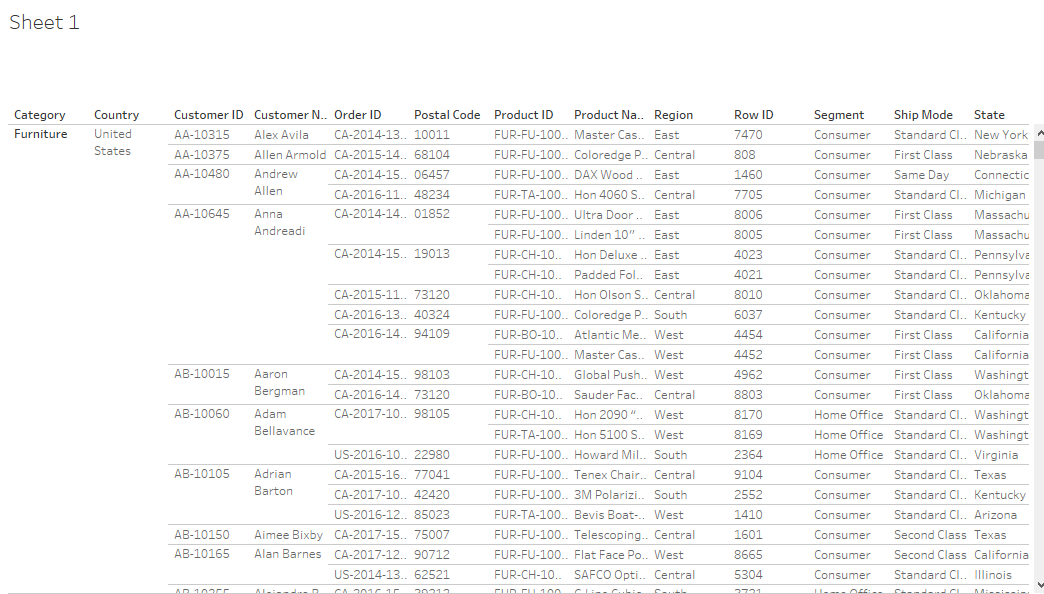 Sheet 1
Category Country Customer ID Customer N.. Order ID Postal Code Product ID Product Na.. Region Row ID Segment Ship Mode State
Furniture United AA-10315 Alex Avila CA-2014-13.. 10011 FUR-FU-100.. Master Cas.. East 7470 Consumer Standard Cl.. New York
States AA-10375 Allen Armold CA-2015-14.. 68104 FUR-FU-100.. Coloredge P.. Central 808 Consumer First Class Nebraska
AA-10480 Andrew CA-2014-15.. 06457 FUR-FU-100.. DAX Wood .. East 1460 Consumer Same Day Connectic
Allen CA-2016-11.. 48234 FUR-TA-100.. Hon 4060 S.. Central 7705 Consumer Standard Cl.. Michigan
AA-10645 Anna CA-2014-14.. 01852 FUR-FU-100.. Ultra Door .. East 8006 Consumer First Class Massachu
Andreadi FUR-FU-100.. Linden 10" .. East 8005 Consumer First Class Massachu
CA-2014-15.. 19013 FUR-CH-10.. Hon Deluxe .. East 4023 Consumer Standard Cl.. Pennsylva
FUR-CH-10.. Padded Fol.. East 4021 Consumer Standard Cl.. Pennsylva
CA-2015-11.. 73120 FUR-CH-10.. Hon Olson S.. Central 8010 Consumer Standard Cl.. Oklahoma
CA-2016-13.. 40324 FUR-FU-100.. Coloredge P.. South 6037 Consumer Standard Cl.. Kentucky
CA-2016-14.. 94109 FUR-BO-10.. Atlantic Me.. West 4454 Consumer First Class California
FUR-FU-100.. Master Cas.. West 4452 Consumer First Class California
AB-10015 Aaron CA-2014-15.. 98103 FUR-CH-10.. Global Push.. West 4962 Consumer First Class Washingt
Bergman CA-2016-14.. 73120 FUR-BO-10.. Sauder Fac.. Central 8803 Consumer First Class Oklahoma
AB-10060 Adam CA-2017-10.. 98105 FUR-CH-10.. Hon 2090 “.. West 8170 Home Office Standard Cl.. Washingt
Bellavance FUR-TA-100.. Hon 5100 S.. West 8169 Home Office Standard Cl.. Washingt
US-2016-10.. 22980 FUR-FU-100.. Howard Mil.. South 2364 Home Office Standard Cl.. Virginia
AB-10105 Adrian CA-2015-16.. 77041 FUR-FU-100.. Tenex Chair.. Central 9104 Consumer Standard Cl.. Texas
Barton CA-2017-10.. 42420 FUR-FU-100.. 3M Polarizi.. South 2552 Consumer Standard Cl.. Kentucky
US-2016-12.. 85023 FUR-TA-100.. Bevis Boat-.. West 1410 Consumer Standard Cl.. Arizona
AB-10150 Aimee Bixby CA-2017-15.. 75007 FUR-FU-100.. Telescoping.. Central 1601 Consumer Second Class Texas
AB-10165 Alan Barnes CA-2017-12.. 90712 FUR-FU-100.. Flat Face Po.. West 8665 Consumer Second Class California
US-2014-13.. 62521 FUR-CH-10.. SAFCO Opti.. Central 5304 Consumer Standard Cl.. Illinois